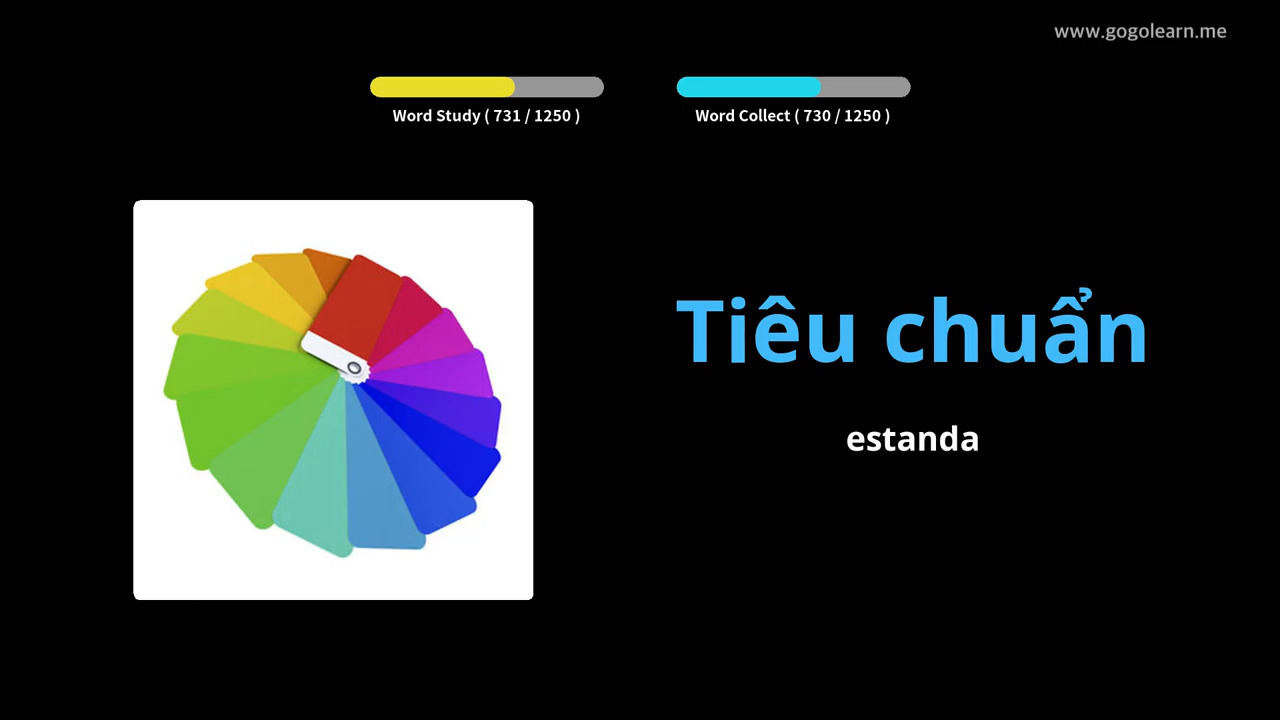 www.gogolearn.me
Word Study ( 731 / 1250 )
Word Collect ( 730 / 1250 )
Tiêu chuẩn
estanda